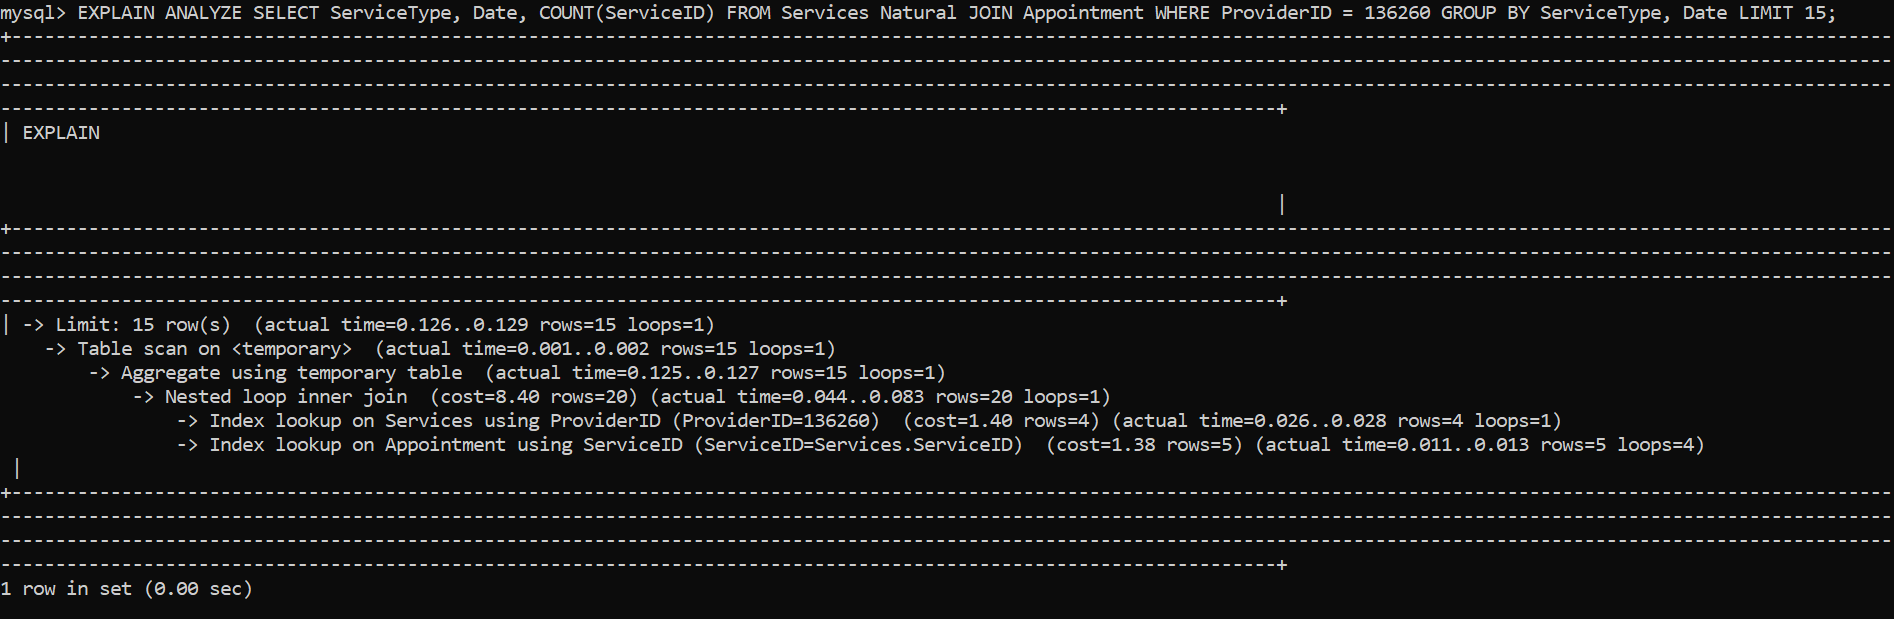 mysql> EXPLAIN ANALYZE SELECT ServiceType, Date, COUNT(ServiceID) FROM Services Natural JOIN Appointment WHERE ProviderID = 136260 GROUP BY ServiceType, Date LIMIT 15;
| EXPLAIN
|
| -> Limit: 15 row(s)  (actual time=0.126..0.129 rows=15 loops=1)
    -> Table scan on <temporary>  (actual time=0.001..0.002 rows=15 loops=1)
        -> Aggregate using temporary table  (actual time=0.125..0.127 rows=15 loops=1)
            -> Nested loop inner join  (cost=8.40 rows=20) (actual time=0.044..0.083 rows=20 loops=1)
                -> Index lookup on Services using ProviderID (ProviderID=136260)  (cost=1.40 rows=4) (actual time=0.026..0.028 rows=4 loops=1)
                -> Index lookup on Appointment using ServiceID (ServiceID=Services.ServiceID)  (cost=1.38 rows=5) (actual time=0.011..0.013 rows=5 loops=4)
 |
1 row in set (0.00 sec)